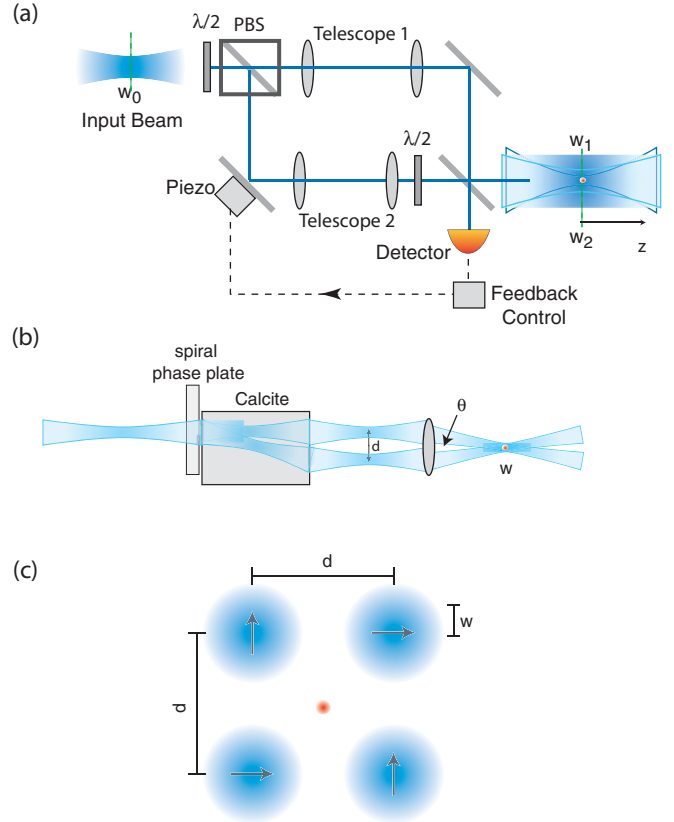 (a)
λ/2
PBS
Telescope 1
w0
Input Beam
λ/2
w1
Piezo
Telescope 2
w2
z
Detector
Feedback
Control
(b)
spiral
phase plate
Calcite
θ
d
w
(c)
d
w
d